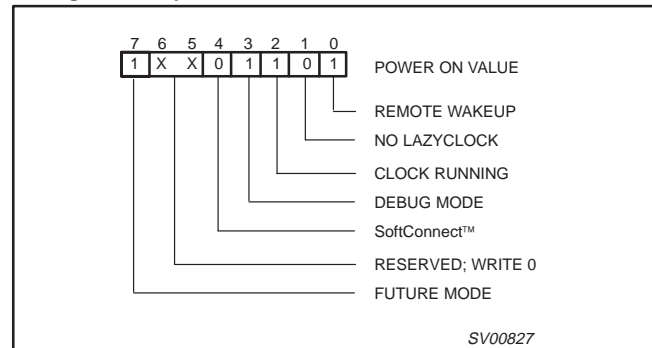 7 6 5 4 3 2 1 0
1 X X 0 1 1 0 1 POWER ON VALUE
REMOTE WAKEUP
NO LAZYCLOCK
CLOCK RUNNING
DEBUG MODE
SoftConnect™
RESERVED; WRITE 0
FUTURE MODE
SV00827